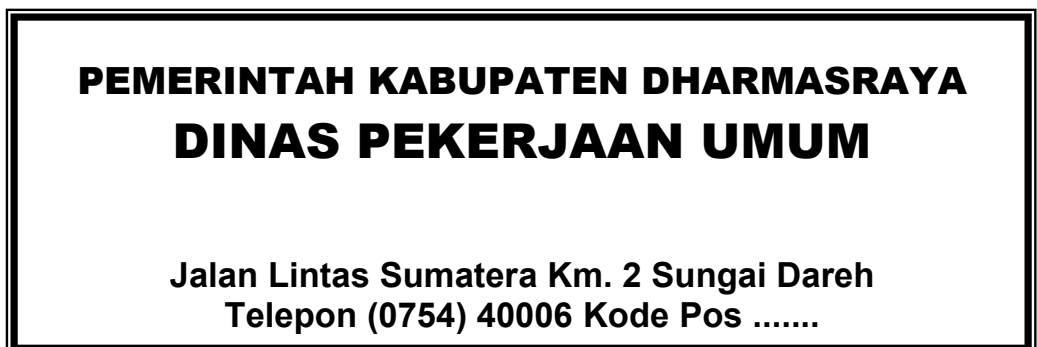 PEMERINTAH KABUPATEN DHARMASRAYA
DINAS PEKERJAAN UMUM
Jalan Lintas Sumatera Km. 2 Sungai Dareh
Telepon (0754) 40006 Kode Pos .......